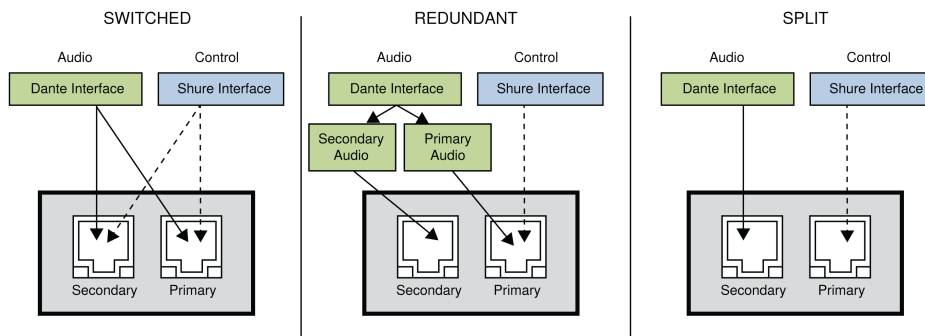 SWITCHED
Audio
Control
Dante Interface
Shure Interface
Secondary
Primary
REDUNDANT
Audio
Control
Dante Interface
Shure Interface
Secondary
Audio
Primary
Audio
Secondary
Primary
SPLIT
Audio
Control
Dante Interface
Shure Interface
Secondary
Primary